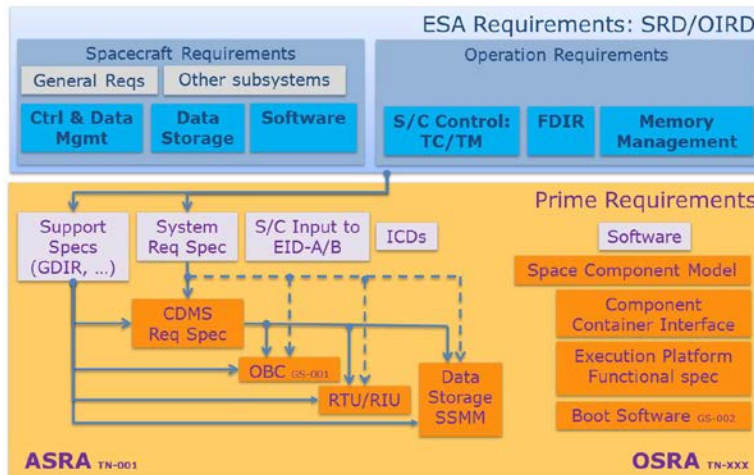 ESA Requirements: SRD/OIRD
Spacecraft Requirements
General Reqs
Other subsystems
Ctrl & Data
Mgmt
Data
Storage
Software
Operation Requirements
S/C Control:
TC/TM
FDIR
Memory
Management
Prime Requirements
Support
Specs
(GDIR, ...)
System
Req Spec
S/C Input to
EID-A/B
ICDs
Software
Space Component Model
CDMS
Req Spec
Component
Container Interface
OBC GS-001
Execution Platform
Functional spec
RTU/RIU
Data
Storage
SSMM
Boot Software GS-002
ASRA TN-001
OSRA TN-XXX